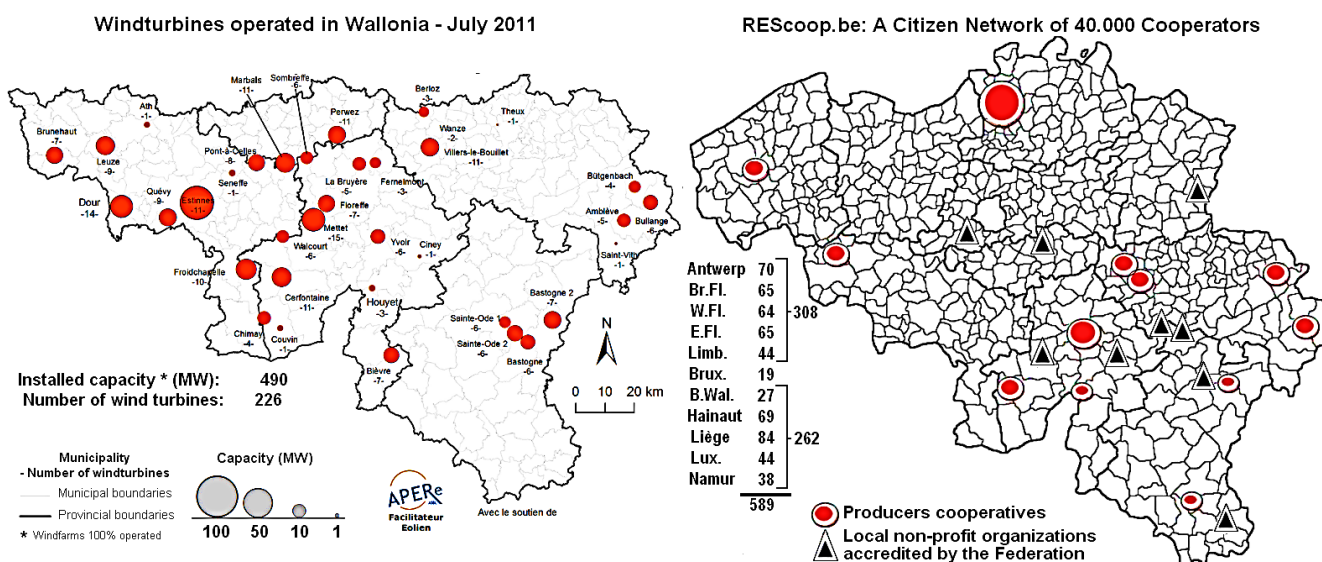 Windturbines operated in Wallonia - July 2011
Marbais
-11-
Sombreffe
-6-
Ath
-1-
Perwez
-11
Berloz
-3-
Theux
-1-
Brunehaut
-7-
Leuze
-9-
Pont-à-Celles
-8-
Wanze
-2-
Villers-le-Bouillet
-11-
Seneffe
-1-
La Bruyère
-5-
Fernelmont
-3-
Bütgenbach
-4-
Dour
-14-
Quévy
-9-
Estinnes
-11-
Floreffe
-7-
Mettet
-15-
Amblève
-5-
Bullange
-6-
Walcourt
-6-
Yvoir
-6-
Ciney
-1-
Saint-Vith
-1-
Froidchapelle
-10-
Cerfontaine
-11-
Houyet
-3-
Bastogne 2
-7-
Sainte-Ode 1
-6-
Sainte-Ode 2
-6-
Bastogne 1
-6-
Chimay
-4-
Couvin
-1-
Bièvre
-7-
N
0 10 20 km
Installed capacity * (MW): 490
Number of wind turbines: 226
Municipality
- Number of windturbines
Municipal boundaries
Provincial boundaries
* Windfarms 100% operated
Capacity (MW)
100 50 10 1
APERe
asbl
Facilitateur
Eolien
Avec le soutien de
REScoop.be: A Citizen Network of 40.000 Cooperators
Antwerp 70
Br.Fl. 65
W.Fl. 64
E.Fl. 65
Limb. 44
308
Brux. 19
B.Wal. 27
Hainaut 69
Liège 84
Lux. 44
Namur 38
262
589
Producers cooperatives
Local non-profit organizations
accredited by the Federation